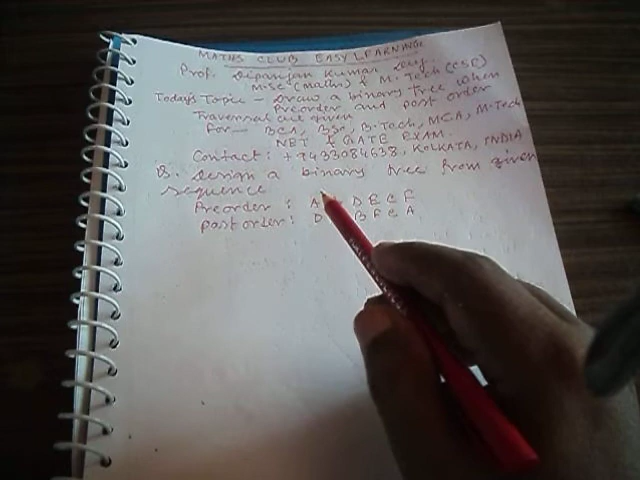 MATHS CLUB EASY LEARNING
Prof. Dipanjan Kumar Dey
M.Sc (Maths) & M.Tech (CSE)
Today's Topic - Draw a binary tree when
Preorder and Post order
Traversal are given
For - BCA, BSc, B.Tech, MCA, M.Tech
NET & GATE EXAM.
Contact: +9433084638, KOLKATA, INDIA
Q. Design a binary tree from given
sequence
Preorder: A D E C F
Post order: D B F C A